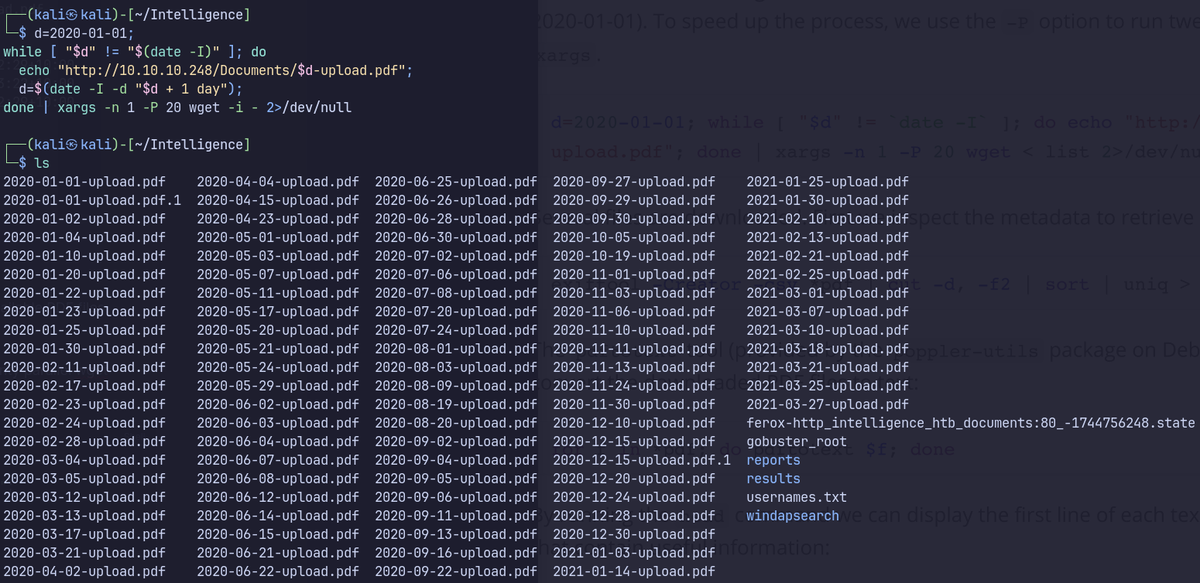 ┌──(kali㉿kali)-[~/Intelligence]
└─$ d=2020-01-01;
while [ "$d" != "$(date -I)" ]; do
  echo "http://10.10.10.248/Documents/$d-upload.pdf";
  d=$(date -I -d "$d + 1 day");
done | xargs -n 1 -P 20 wget -i - 2>/dev/null
┌──(kali㉿kali)-[~/Intelligence]
└─$ ls
2020-01-01-upload.pdf    2020-04-04-upload.pdf  2020-06-25-upload.pdf  2020-09-27-upload.pdf    2021-01-25-upload.pdf
2020-01-01-upload.pdf.1  2020-04-15-upload.pdf  2020-06-26-upload.pdf  2020-09-29-upload.pdf    2021-01-30-upload.pdf
2020-01-02-upload.pdf    2020-04-23-upload.pdf  2020-06-28-upload.pdf  2020-09-30-upload.pdf    2021-02-10-upload.pdf
2020-01-04-upload.pdf    2020-05-01-upload.pdf  2020-06-30-upload.pdf  2020-10-05-upload.pdf    2021-02-13-upload.pdf
2020-01-10-upload.pdf    2020-05-03-upload.pdf  2020-07-02-upload.pdf  2020-10-19-upload.pdf    2021-02-21-upload.pdf
2020-01-20-upload.pdf    2020-05-07-upload.pdf  2020-07-06-upload.pdf  2020-11-01-upload.pdf    2021-02-25-upload.pdf
2020-01-22-upload.pdf    2020-05-11-upload.pdf  2020-07-08-upload.pdf  2020-11-03-upload.pdf    2021-03-01-upload.pdf
2020-01-23-upload.pdf    2020-05-17-upload.pdf  2020-07-20-upload.pdf  2020-11-06-upload.pdf    2021-03-07-upload.pdf
2020-01-25-upload.pdf    2020-05-20-upload.pdf  2020-07-24-upload.pdf  2020-11-10-upload.pdf    2021-03-10-upload.pdf
2020-01-30-upload.pdf    2020-05-21-upload.pdf  2020-08-01-upload.pdf  2020-11-11-upload.pdf    2021-03-18-upload.pdf
2020-02-11-upload.pdf    2020-05-24-upload.pdf  2020-08-03-upload.pdf  2020-11-13-upload.pdf    2021-03-21-upload.pdf
2020-02-17-upload.pdf    2020-05-29-upload.pdf  2020-08-09-upload.pdf  2020-11-24-upload.pdf    2021-03-25-upload.pdf
2020-02-23-upload.pdf    2020-06-02-upload.pdf  2020-08-19-upload.pdf  2020-11-30-upload.pdf    2021-03-27-upload.pdf
2020-02-24-upload.pdf    2020-06-03-upload.pdf  2020-08-20-upload.pdf  2020-12-10-upload.pdf    ferox-http_intelligence_htb_documents:80_-1744756248.state
2020-02-28-upload.pdf    2020-06-04-upload.pdf  2020-09-02-upload.pdf  2020-12-15-upload.pdf    gobuster_root
2020-03-04-upload.pdf    2020-06-07-upload.pdf  2020-09-04-upload.pdf  2020-12-15-upload.pdf.1  reports
2020-03-05-upload.pdf    2020-06-08-upload.pdf  2020-09-05-upload.pdf  2020-12-20-upload.pdf    results
2020-03-12-upload.pdf    2020-06-12-upload.pdf  2020-09-06-upload.pdf  2020-12-24-upload.pdf    usernames.txt
2020-03-13-upload.pdf    2020-06-14-upload.pdf  2020-09-11-upload.pdf  2020-12-28-upload.pdf    windapsearch
2020-03-17-upload.pdf    2020-06-15-upload.pdf  2020-09-13-upload.pdf  2020-12-30-upload.pdf
2020-03-21-upload.pdf    2020-06-21-upload.pdf  2020-09-16-upload.pdf  2021-01-03-upload.pdf
2020-04-02-upload.pdf    2020-06-22-upload.pdf  2020-09-22-upload.pdf  2021-01-14-upload.pdf
2020-01-01). To speed up the process, we use the -P option to run
xargs.
d=2020-01-01; while [ "$d" != `date -I` ]; do echo "http:/
upload.pdf"; done | xargs -n 1 -P 20 wget < list 2>/dev/nu
spect the metadata to retrieve
-f2 | sort | uniq >
package on Deb
$f; done
we can display the first line of each tex
information: